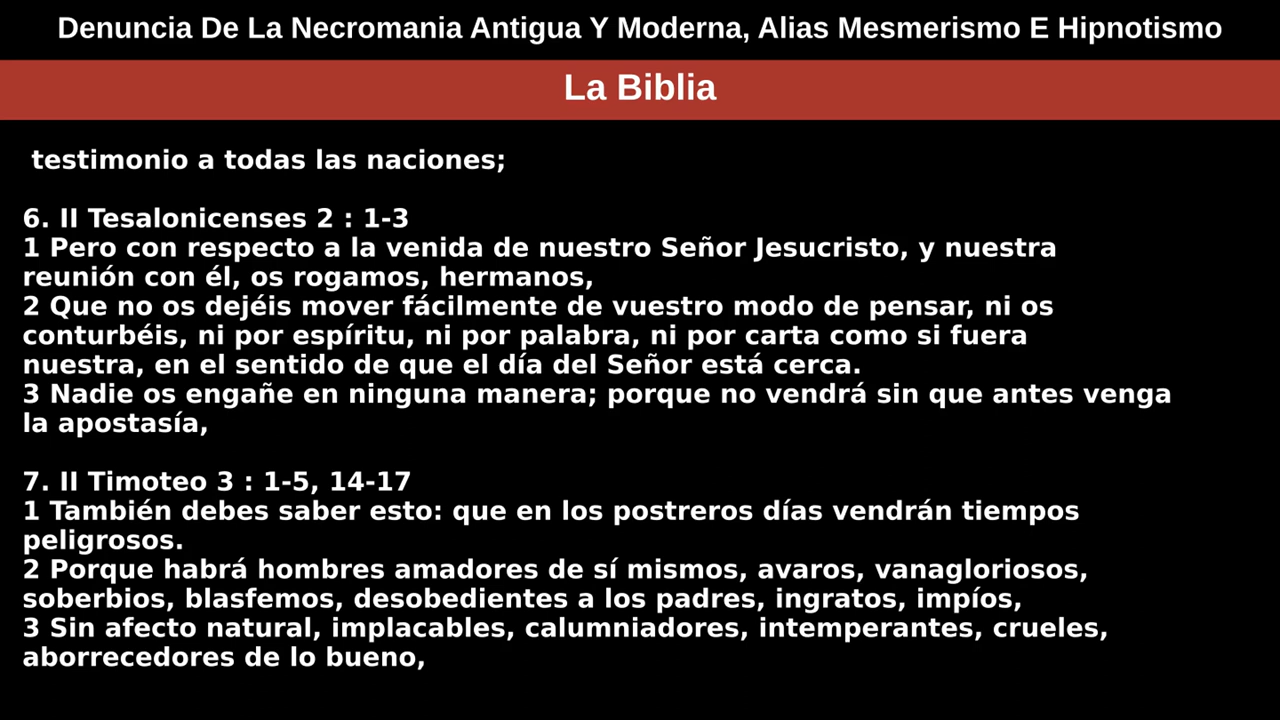 Denuncia De La Necromania Antigua Y Moderna, Alias Mesmerismo E Hipnotismo
La Biblia
testimonio a todas las naciones;
6. II Tesalonicenses 2 : 1-3
1 Pero con respecto a la venida de nuestro Señor Jesucristo, y nuestra
reunión con él, os rogamos, hermanos,
2 Que no os dejéis mover fácilmente de vuestro modo de pensar, ni os
conturbéis, ni por espíritu, ni por palabra, ni por carta como si fuera
nuestra, en el sentido de que el día del Señor está cerca.
3 Nadie os engañe en ninguna manera; porque no vendrá sin que antes venga
la apostasía,
7. II Timoteo 3 : 1-5, 14-17
1 También debes saber esto: que en los postreros días vendrán tiempos
peligrosos.
2 Porque habrá hombres amadores de sí mismos, avaros, vanagloriosos,
soberbios, blasfemos, desobedientes a los padres, ingratos, impíos,
3 Sin afecto natural, implacables, calumniadores, intemperantes, crueles,
aborrecedores de lo bueno,